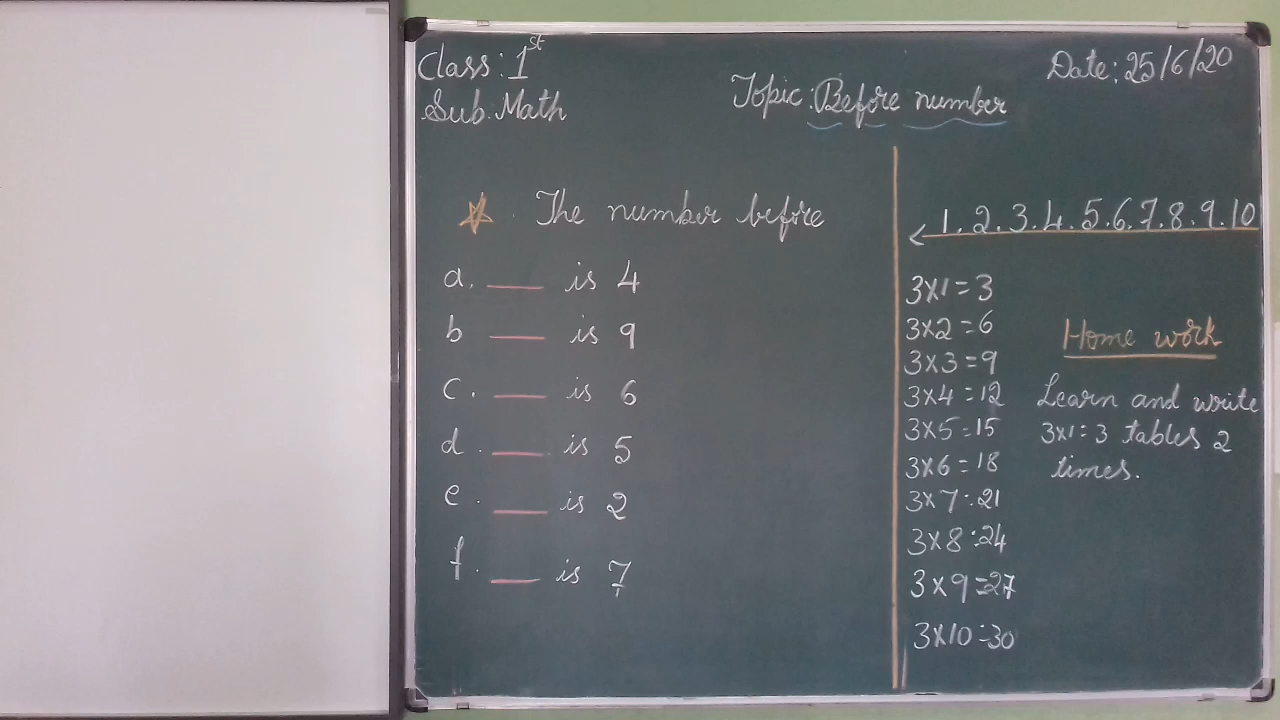 Class: 1st
Sub. Math
Topic: Before number
Date: 25/6/20
The number before
a. ___ is 4
b ___ is 9
c. ___ is 6
d. ___ is 5
e. ___ is 2
f. ___ is 7
1. 2. 3. 4. 5. 6. 7. 8. 9. 10
3x1=3
3x2=6
3x3=9
3x4=12
3x5=15
3x6=18
3x7=21
3x8=24
3x9=27
3x10=30
Home work
Learn and write
3x1=3 tables 2
times.